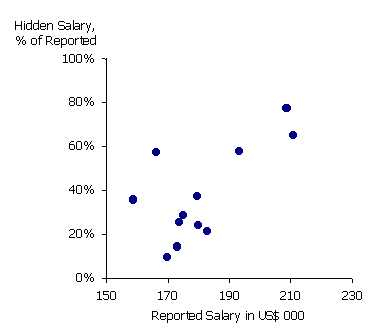 Hidden Salary,
% of Reported
100%
80%
60%
40%
20%
0%
150 170 190 210 230
Reported Salary in US$ 000